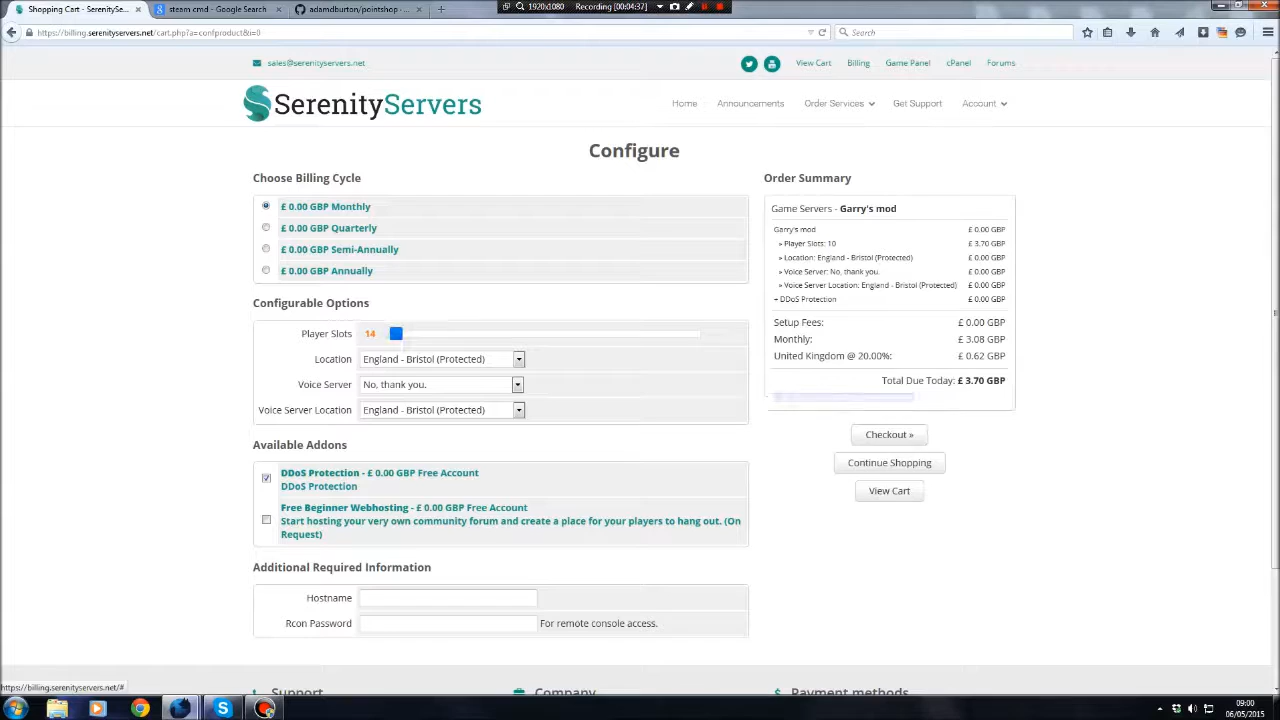 Shopping Cart - SerenitySe...
steam cmd - Google Search
adamdburton/pointshop · ...
1920x1080
Recording [00:04:37]
https://billing.serenityservers.net/cart.php?a=confproduct&i=0
Search
sales@serenityservers.net
View Cart
Billing
Game Panel
cPanel
Forums
SerenityServers
Home
Announcements
Order Services
Get Support
Account
Configure
Choose Billing Cycle
£ 0.00 GBP Monthly
£ 0.00 GBP Quarterly
£ 0.00 GBP Semi-Annually
£ 0.00 GBP Annually
Configurable Options
Player Slots 14
Location England - Bristol (Protected)
Voice Server No, thank you.
Voice Server Location England - Bristol (Protected)
Available Addons
DDoS Protection - £ 0.00 GBP Free Account
DDoS Protection
Free Beginner Webhosting - £ 0.00 GBP Free Account
Start hosting your very own community forum and create a place for your players to hang out. (On
Request)
Additional Required Information
Hostname
Rcon Password For remote console access.
Order Summary
Game Servers - Garry's mod
Garry's mod £ 0.00 GBP
» Player Slots: 10 £ 3.70 GBP
» Location: England - Bristol (Protected) £ 0.00 GBP
» Voice Server: No, thank you. £ 0.00 GBP
» Voice Server Location: England - Bristol (Protected) £ 0.00 GBP
+ DDoS Protection £ 0.00 GBP
Setup Fees: £ 0.00 GBP
Monthly: £ 3.08 GBP
United Kingdom @ 20.00%: £ 0.62 GBP
Total Due Today: £ 3.70 GBP
Checkout »
Continue Shopping
View Cart
Support
Company
Payment methods
https://billing.serenityservers.net/#
09:00
06/05/2015